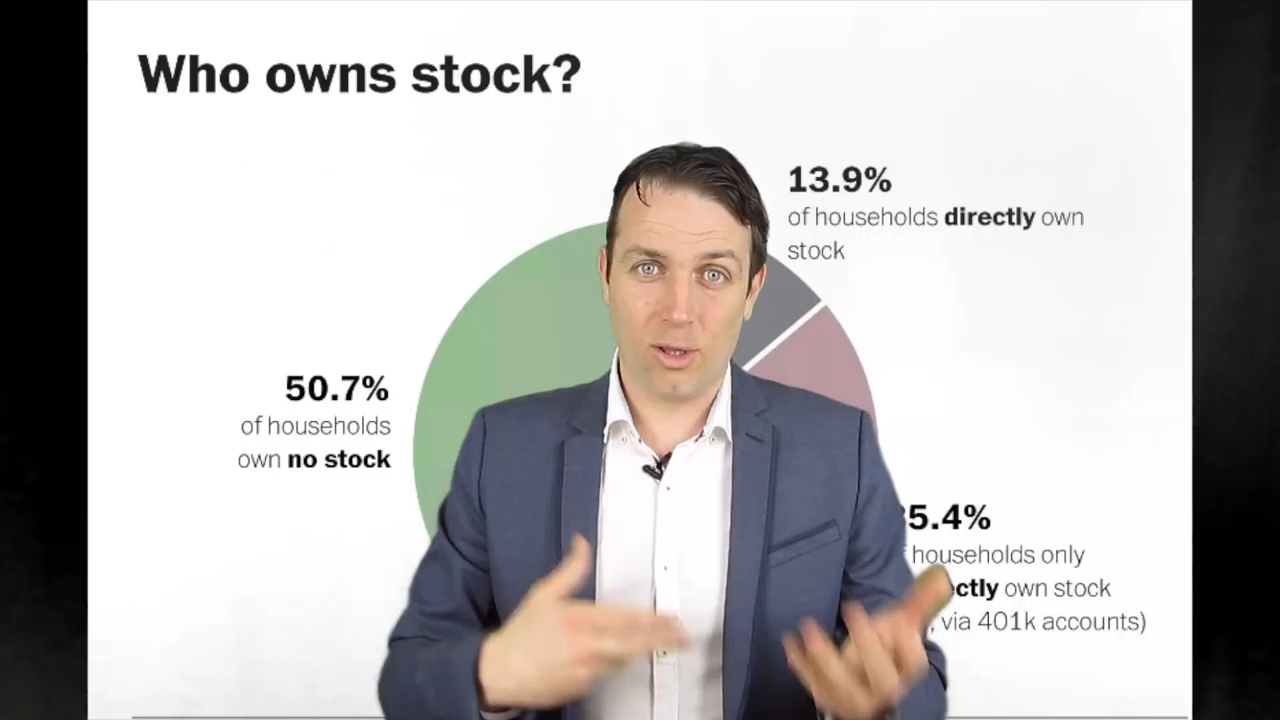 Who owns stock?
13.9%
of households directly own
stock
50.7%
of households
own no stock
5.4%
households only
own stock
via 401k accounts)